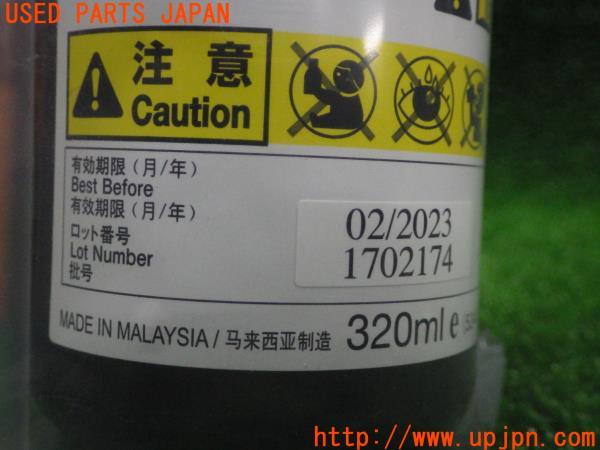 USED PARTS JAPAN
注 意
Caution
有効期限（月/年）
Best Before
有效期限（月/年）
ロット番号
Lot Number
批号
02/2023
1702174
MADE IN MALAYSIA / 马来西亚制造 320ml e
http://www.upjpn.com/